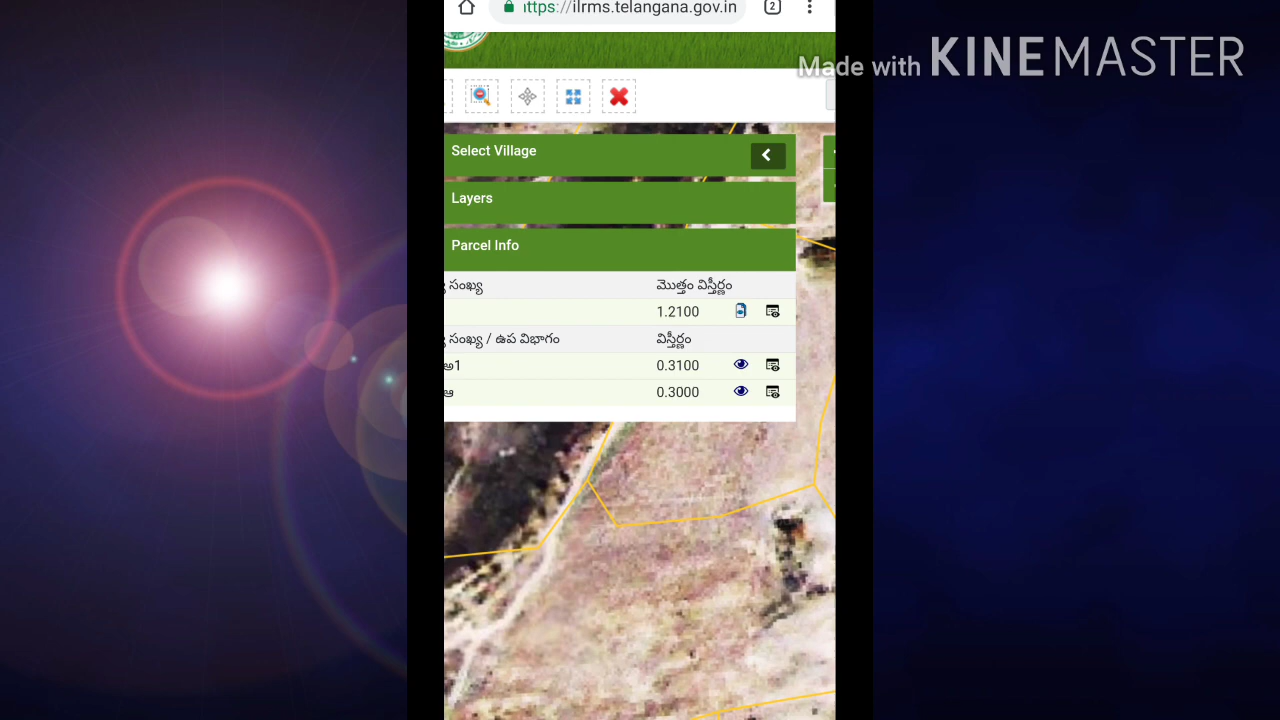 https://ilrms.telangana.gov.in
2
Made with KINEMASTER
Select Village
Layers
Parcel Info
సంఖ్య మొత్తం విస్తీర్ణం
1.2100
సంఖ్య / ఉప విభాగం విస్తీర్ణం
అ1 0.3100
ఆ 0.3000